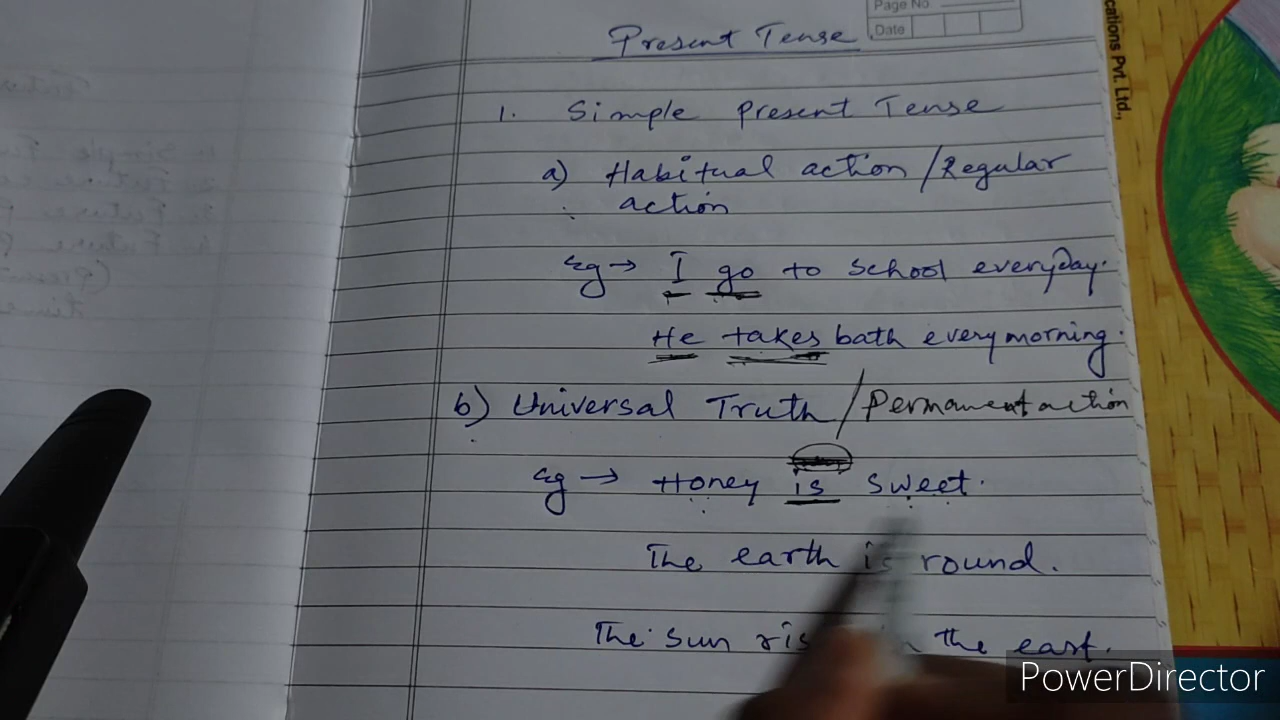 Page No.
Date
Present Tense
1. Simple Present Tense
a) Habitual action / Regular
action
eg → I go to school everyday.
He takes bath every morning.
b) Universal Truth / Permanent action
eg → Honey is sweet.
The earth is round.
The sun in the east.
cations Pvt. Ltd.,
PowerDirector